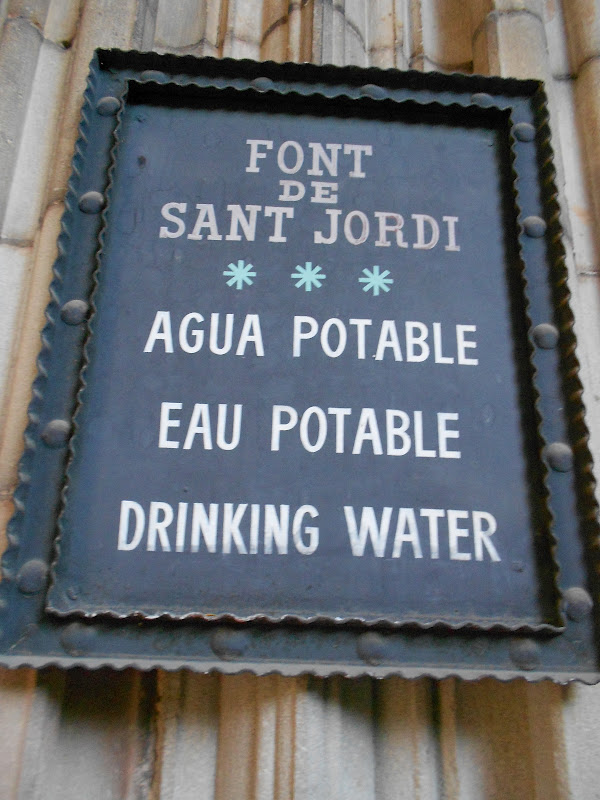 FONT
DE
SANT JORDI
* * *
AGUA POTABLE
EAU POTABLE
DRINKING WATER